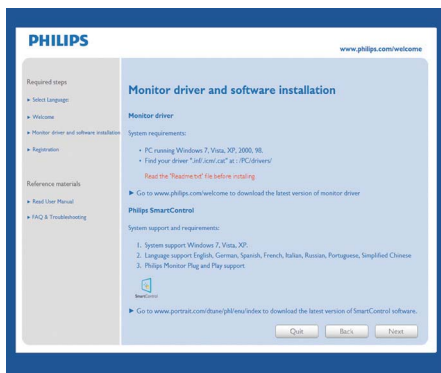 PHILIPS
www.philips.com/welcome
Required steps
► Select Language
► Welcome
► Monitor driver and software installation
► Registration
Reference materials
► Read User Manual
► FAQ & Troubleshooting
Monitor driver and software installation
Monitor driver
System requirements:
• PC running Windows 7, Vista, XP, 2000, 98.
• Find your driver ".inf/.icm/.cat" at : /PC/drivers/
Read the 'Readme.txt' file before installing
► Go to www.philips.com/welcome to download the latest version of monitor driver
Philips SmartControl
System support and requirements:
1. System support Windows 7, Vista, XP.
2. Language support English, German, Spanish, French, Italian, Russian, Portuguese, Simplified Chinese
3. Philips Monitor Plug and Play support
SmartControl
► Go to www.portrait.com/dtune/phl/enu/index to download the latest version of SmartControl software.
Quit Back Next